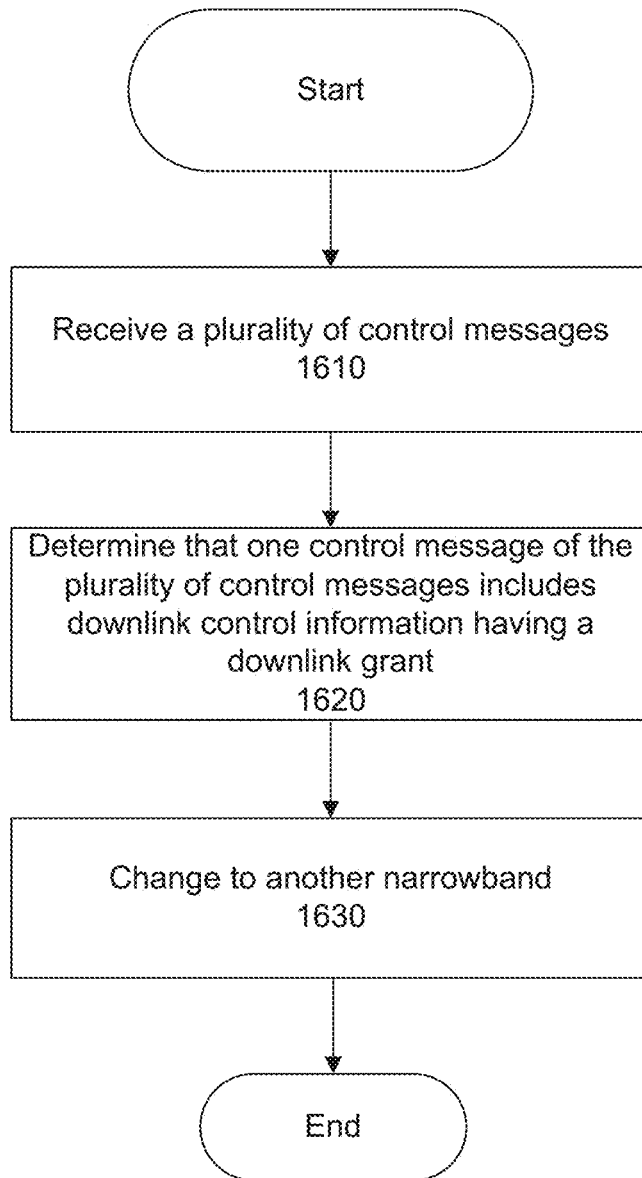 Start
Receive a plurality of control messages
1610
Determine that one control message of the
plurality of control messages includes
downlink control information having a
downlink grant
1620
Change to another narrowband
1630
End